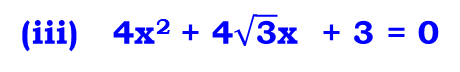 (iii) 4x² + 4√3x + 3 = 0